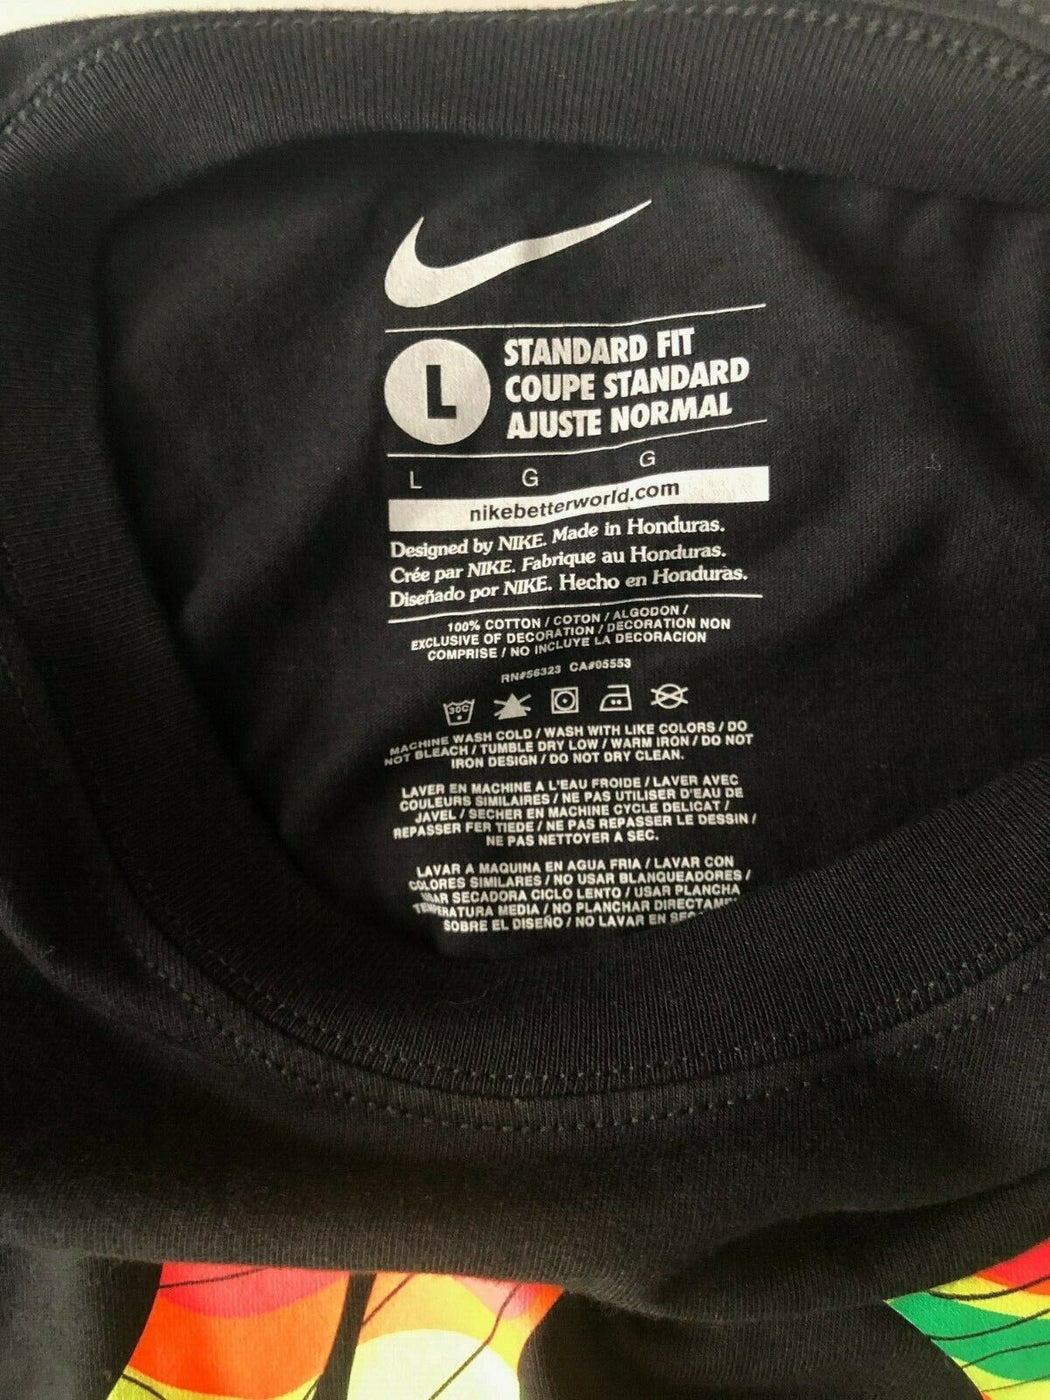 L
STANDARD FIT
COUPE STANDARD
AJUSTE NORMAL
L G G
nikebetterworld.com
Designed by NIKE. Made in Honduras.
Crée par NIKE. Fabrique au Honduras.
Diseñado por NIKE. Hecho en Honduras.
100% COTTON / COTON / ALGODON /
EXCLUSIVE OF DECORATION / DECORATION NON
COMPRISE / NO INCLUYE LA DECORACION
RN#56323 CA#05553
30C
MACHINE WASH COLD / WASH WITH LIKE COLORS / DO
NOT BLEACH / TUMBLE DRY LOW / WARM IRON / DO NOT
IRON DESIGN / DO NOT DRY CLEAN.
LAVER EN MACHINE A L'EAU FROIDE / LAVER AVEC
COULEURS SIMILAIRES / NE PAS UTILISER D'EAU DE
JAVEL / SECHER EN MACHINE CYCLE DELICAT /
REPASSER FER TIEDE / NE PAS REPASSER LE DESSIN /
NE PAS NETTOYER A SEC.
LAVAR A MAQUINA EN AGUA FRIA / LAVAR CON
COLORES SIMILARES / NO USAR BLANQUEADORES /
USAR SECADORA CICLO LENTO / USAR PLANCHA
TEMPERATURA MEDIA / NO PLANCHAR
SOBRE EL DISEÑO / NO LAVAR EN